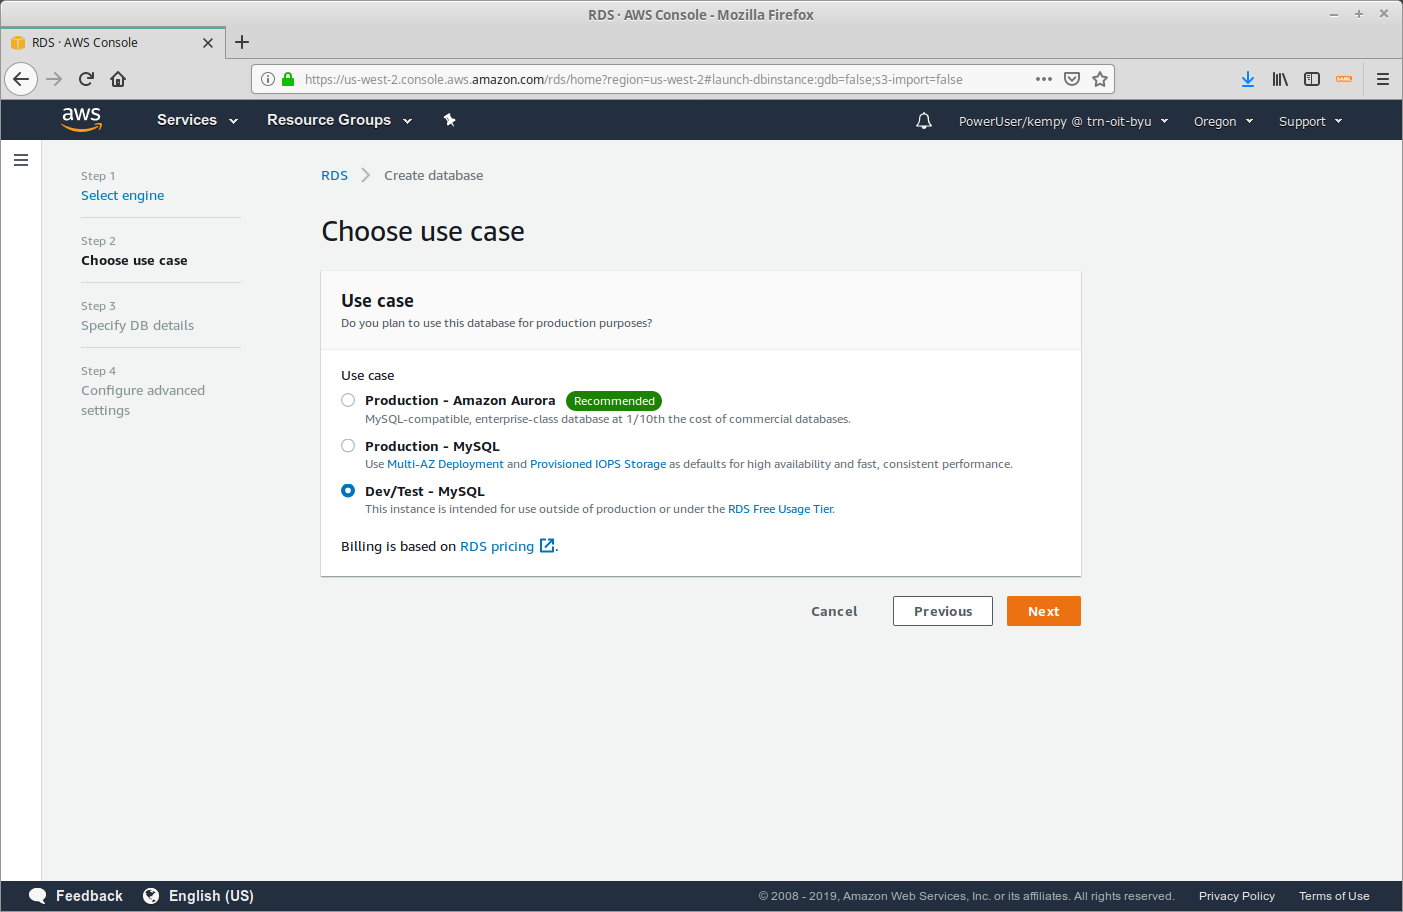 RDS · AWS Console - Mozilla Firefox
RDS · AWS Console
https://us-west-2.console.aws.amazon.com/rds/home?region=us-west-2#launch-dbinstance:gdb=false;s3-import=false
aws
Services
Resource Groups
PowerUser/kempy @ trn-oit-byu
Oregon
Support
Step 1
Select engine
Step 2
Choose use case
Step 3
Specify DB details
Step 4
Configure advanced
settings
RDS
Create database
Choose use case
Use case
Do you plan to use this database for production purposes?
Use case
Production - Amazon Aurora Recommended
MySQL-compatible, enterprise-class database at 1/10th the cost of commercial databases.
Production - MySQL
Use Multi-AZ Deployment and Provisioned IOPS Storage as defaults for high availability and fast, consistent performance.
Dev/Test - MySQL
This instance is intended for use outside of production or under the RDS Free Usage Tier.
Billing is based on RDS pricing .
Cancel
Previous
Next
Feedback
English (US)
© 2008 - 2019, Amazon Web Services, Inc. or its affiliates. All rights reserved.
Privacy Policy
Terms of Use